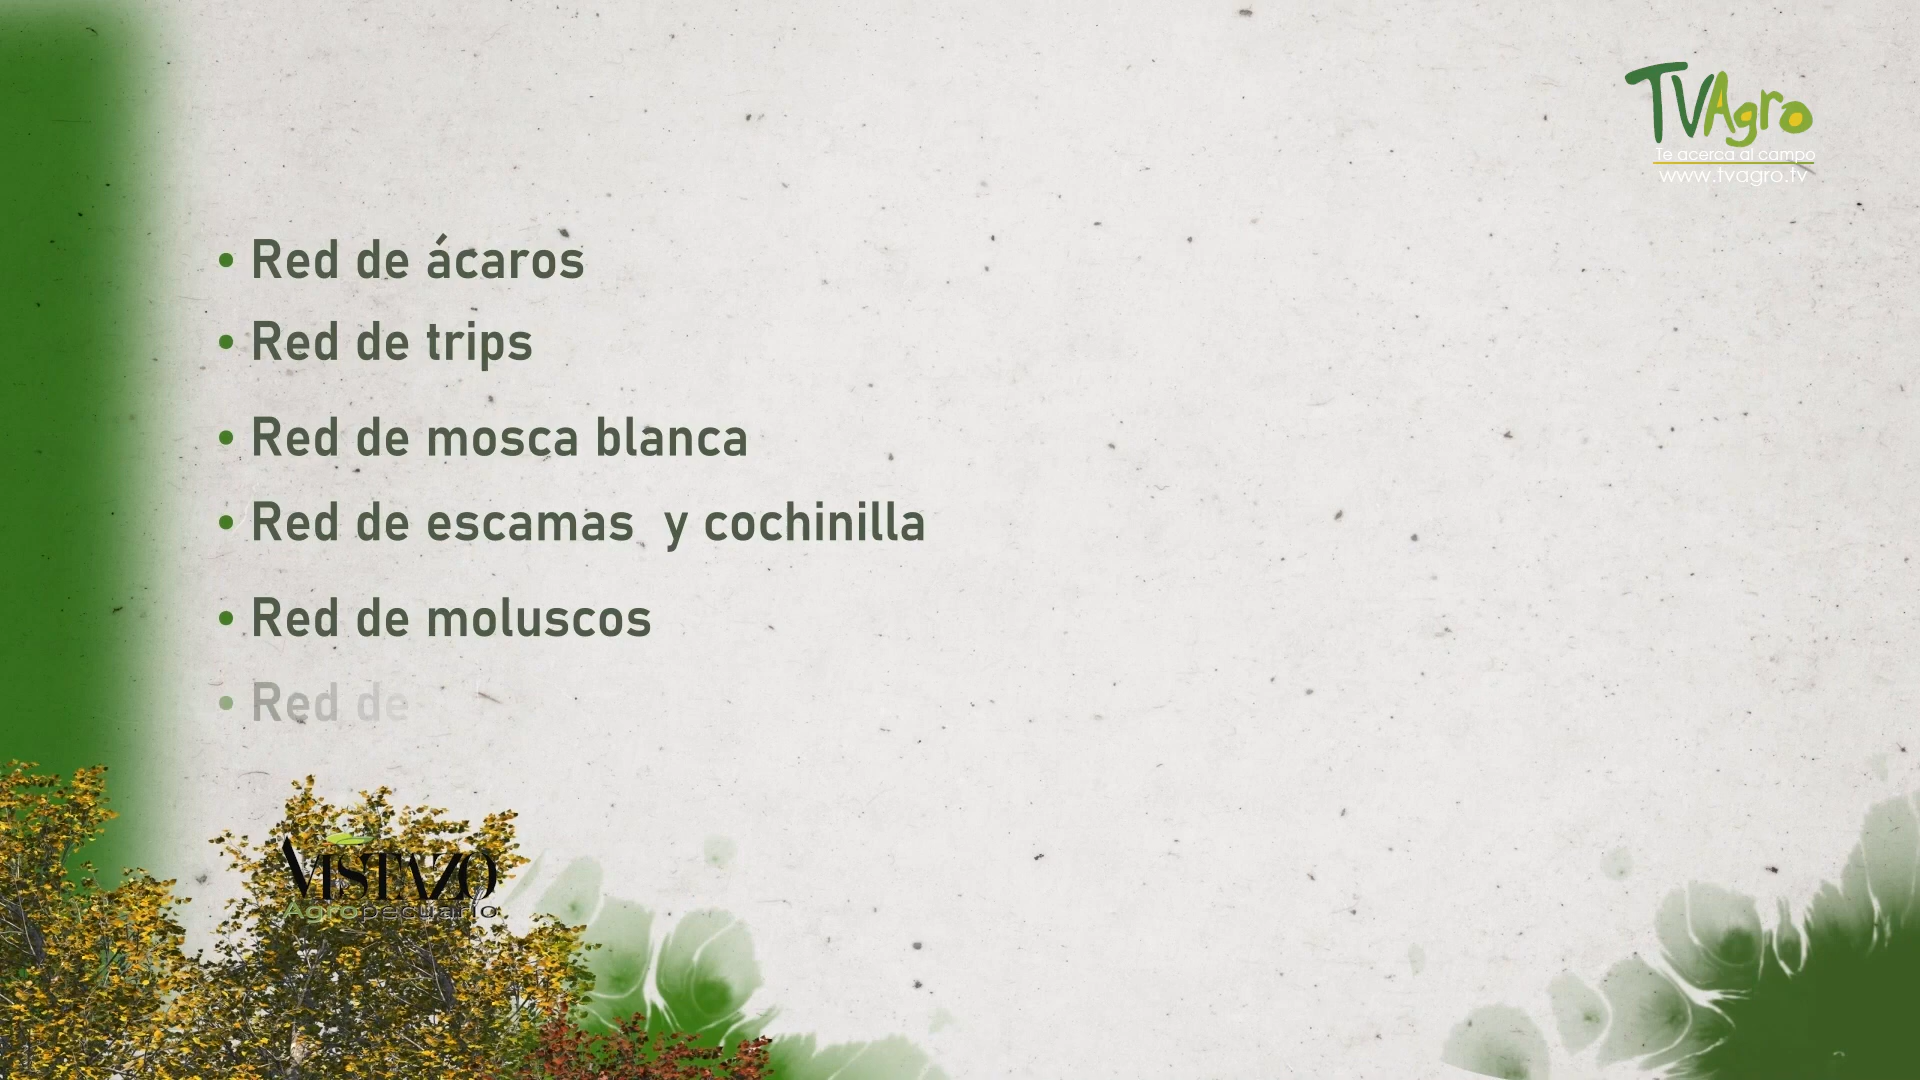 TVAgro
Te acerca al campo
www.tvagro.tv
• Red de ácaros
• Red de trips
• Red de mosca blanca
• Red de escamas y cochinilla
• Red de moluscos
• Red de
VISTAZO
Agropecuario